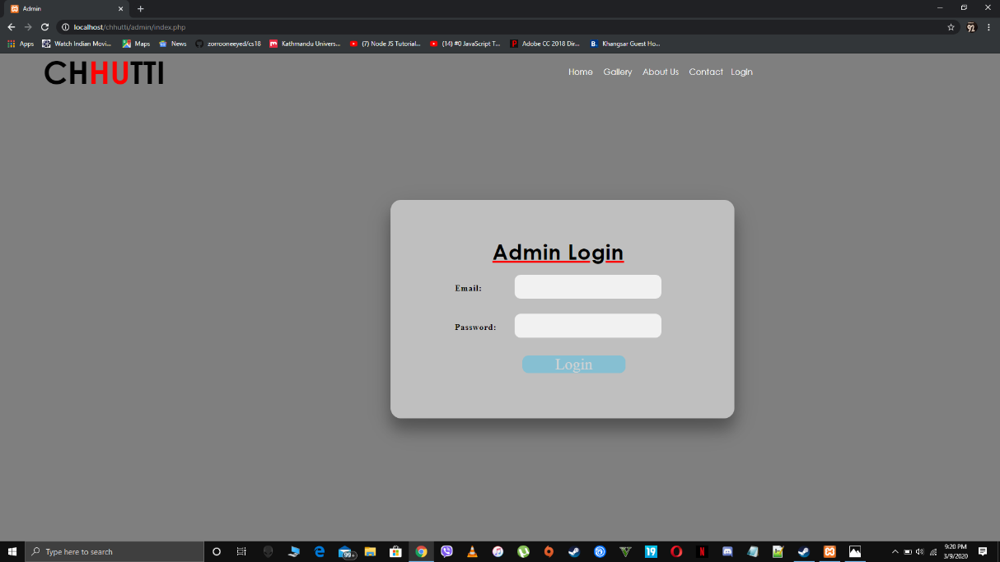 Admin
localhost/chhutti/admin/index.php
Apps Watch Indian Movi... Maps News zorrooneeyed/cs18 Kathmandu Univers... (7) Node JS Tutorial... (14) #0 JavaScript T... Adobe CC 2018 Dir... Khangsar Guest Ho...
CHHUTTI
Home Gallery About Us Contact Login
Admin Login
Email:
Password:
Login
Type here to search
99+
19
9:20 PM
3/9/2020